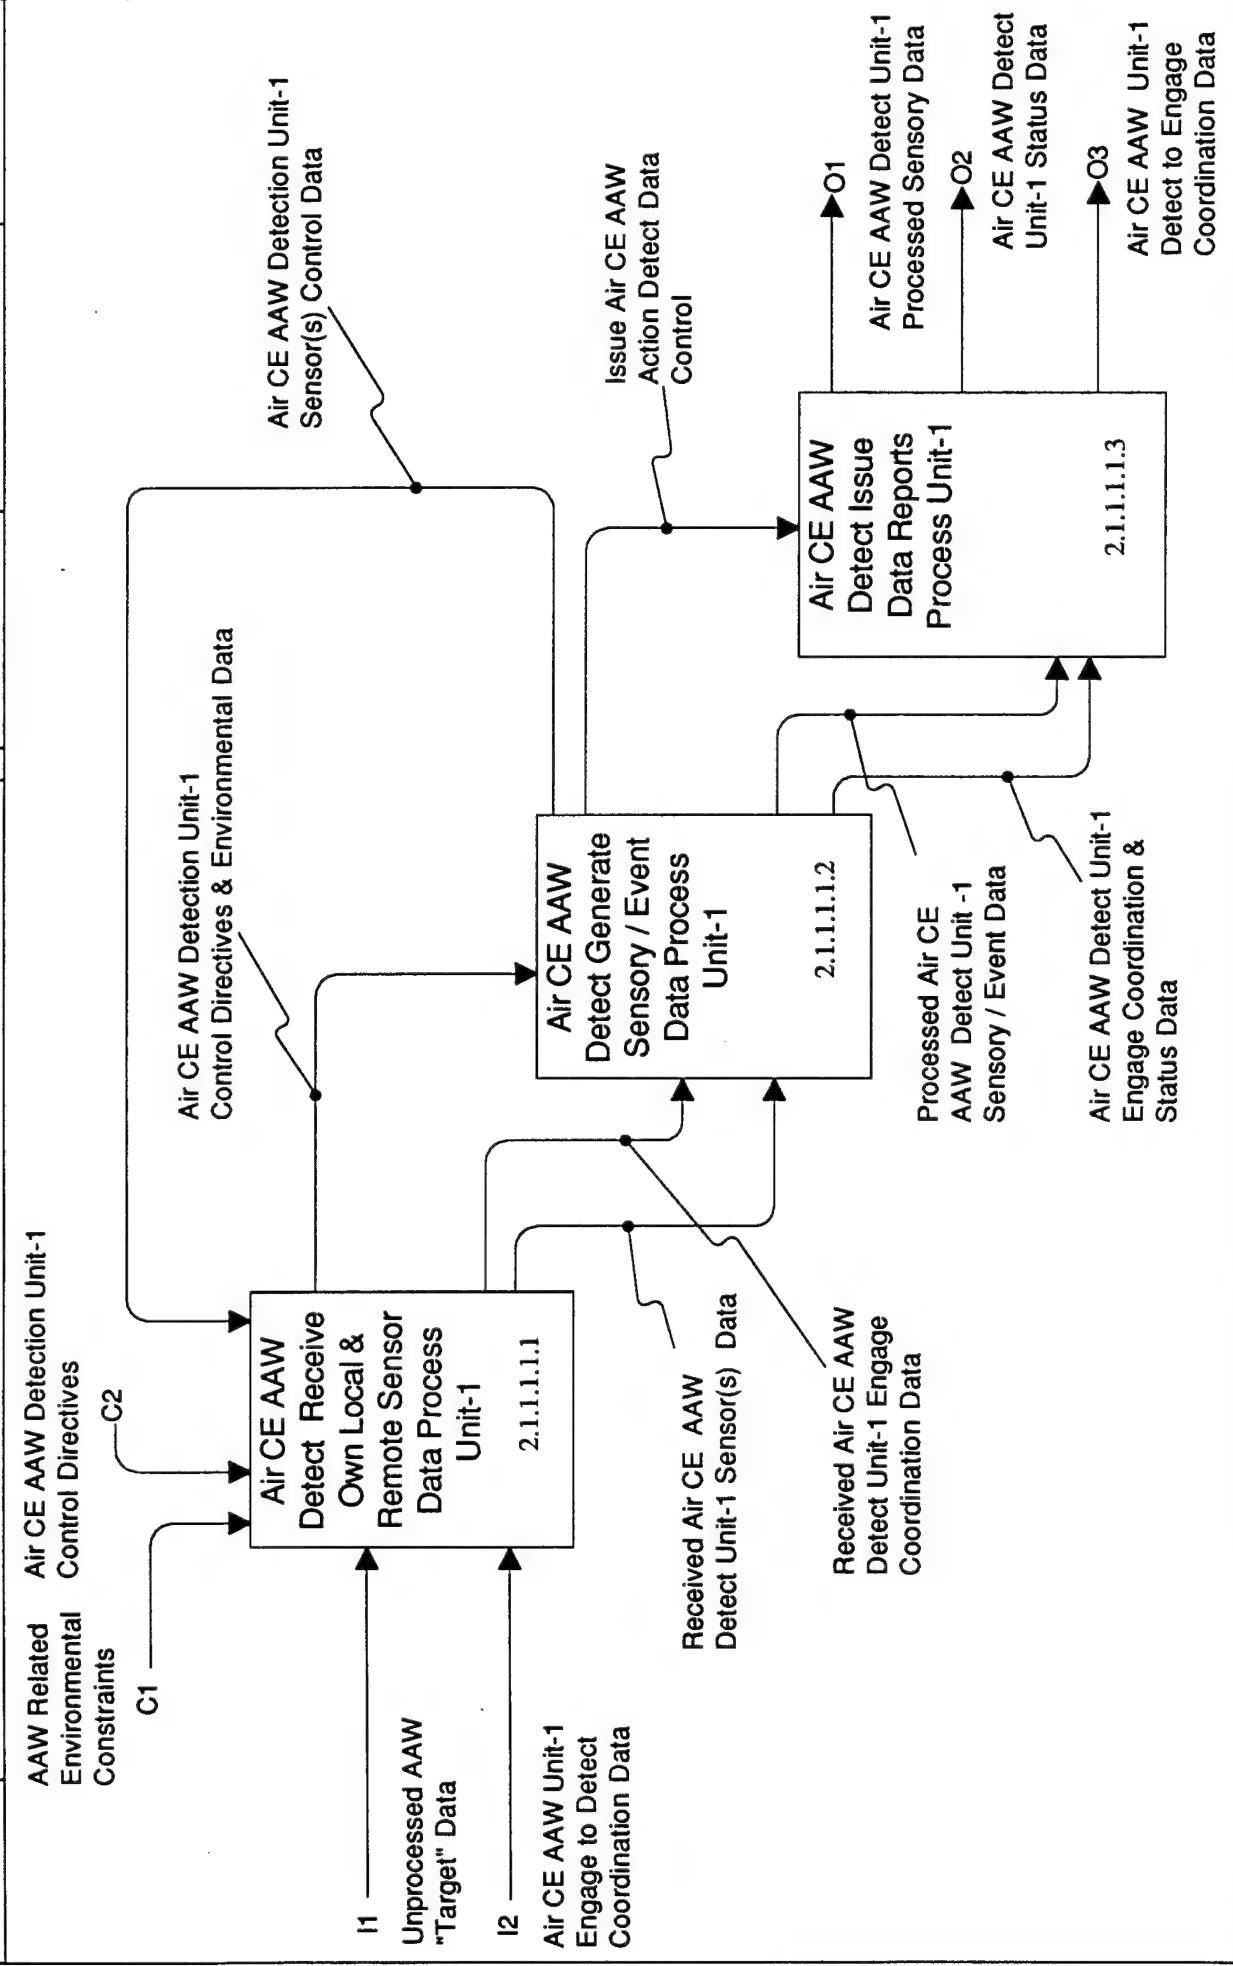 AAW Related
Environmental
Constraints
C1
Air CE AAW Detection Unit-1
Control Directives
C2
Air CE AAW Detection Unit-1
Control Directives & Environmental Data
Air CE AAW Detection Unit-1
Sensor(s) Control Data
I1
Unprocessed AAW
"Target" Data
I2
Air CE AAW Unit-1
Engage to Detect
Coordination Data
Air CE AAW
Detect Receive
Own Local &
Remote Sensor
Data Process
Unit-1
2.1.1.1.1.1
Received Air CE AAW
Detect Unit-1 Sensor(s) Data
Received Air CE AAW
Detect Unit-1 Engage
Coordination Data
Air CE AAW
Detect Generate
Sensory / Event
Data Process
Unit-1
2.1.1.1.1.2
Issue Air CE AAW
Action Detect Data
Control
Processed Air CE
AAW Detect Unit -1
Sensory / Event Data
Air CE AAW Detect Unit-1
Engage Coordination &
Status Data
Air CE AAW
Detect Issue
Data Reports
Process Unit-1
2.1.1.1.1.3
O1
Air CE AAW Detect Unit-1
Processed Sensory Data
O2
Air CE AAW Detect
Unit-1 Status Data
O3
Air CE AAW Unit-1
Detect to Engage
Coordination Data